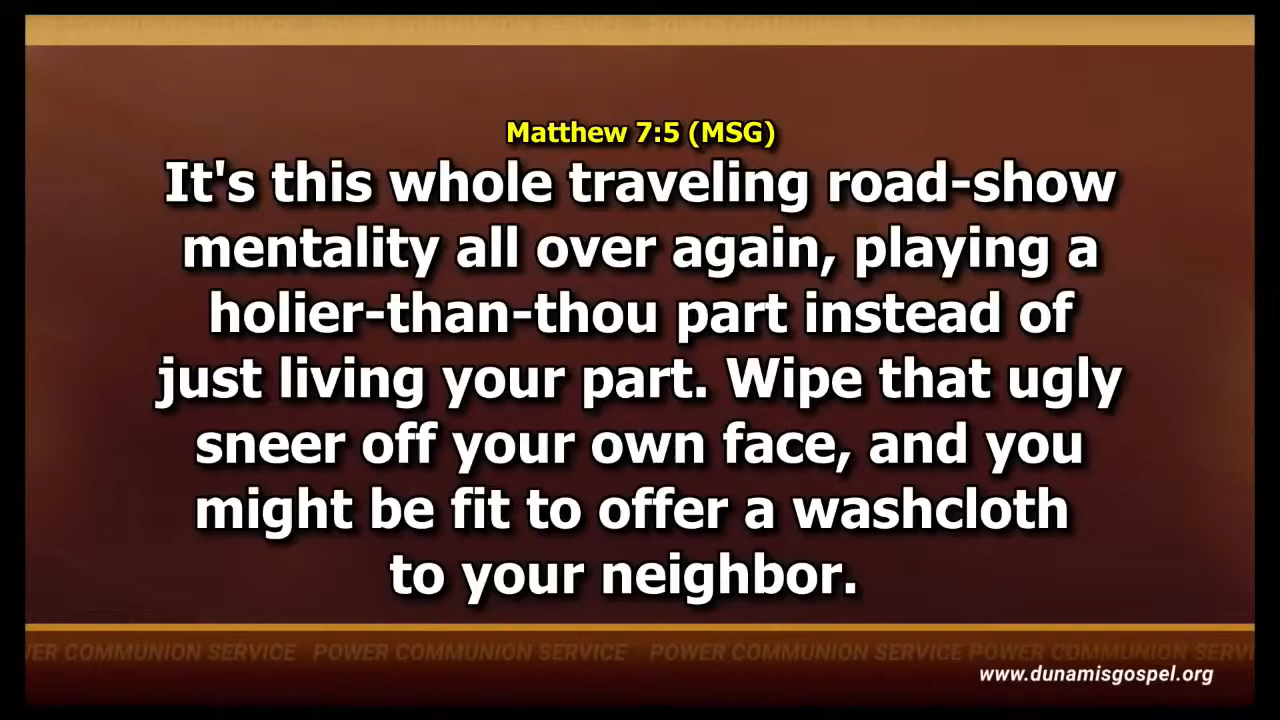 Matthew 7:5 (MSG)
It's this whole traveling road-show
mentality all over again, playing a
holier-than-thou part instead of
just living your part. Wipe that ugly
sneer off your own face, and you
might be fit to offer a washcloth
to your neighbor.
ER COMMUNION SERVICE POWER COMMUNION SERVICE POWER COMMUNION SERVICE POWER COMMUNION SERVI
www.dunamisgospel.org